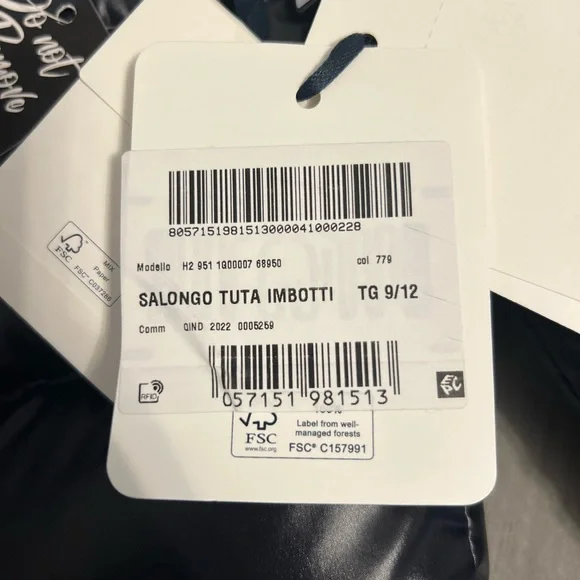 Do not
Remove
FSC
MIX
Paper
FSC® C037286
8057151981513000041000228
Modello H2 951 1G00007 68950 col 779
SALONGO TUTA IMBOTTI TG 9/12
Comm QIND 2022 0005259
RFID
057151 981513
EPC
FSC
www.fsc.org
Label from well-
managed forests
FSC® C157991